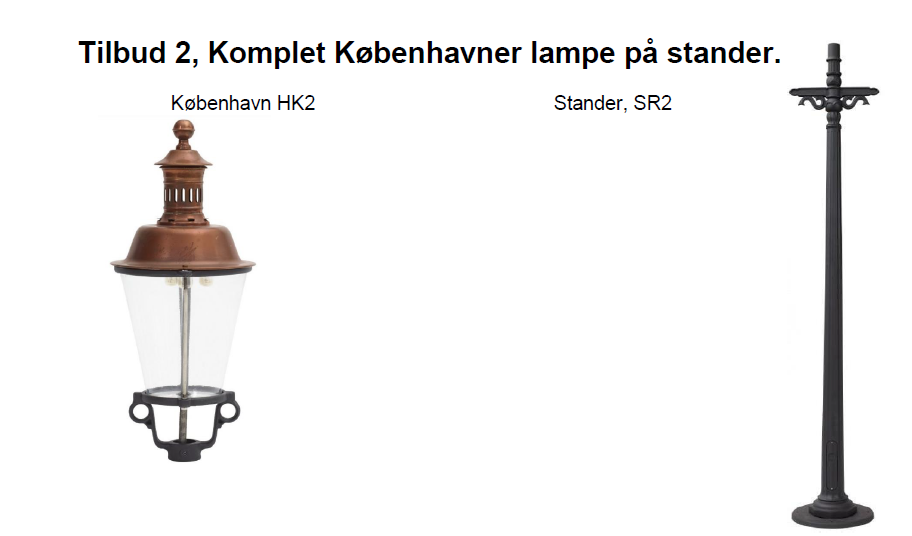 Tilbud 2, Komplet Københavner lampe på stander.
København HK2
Stander, SR2